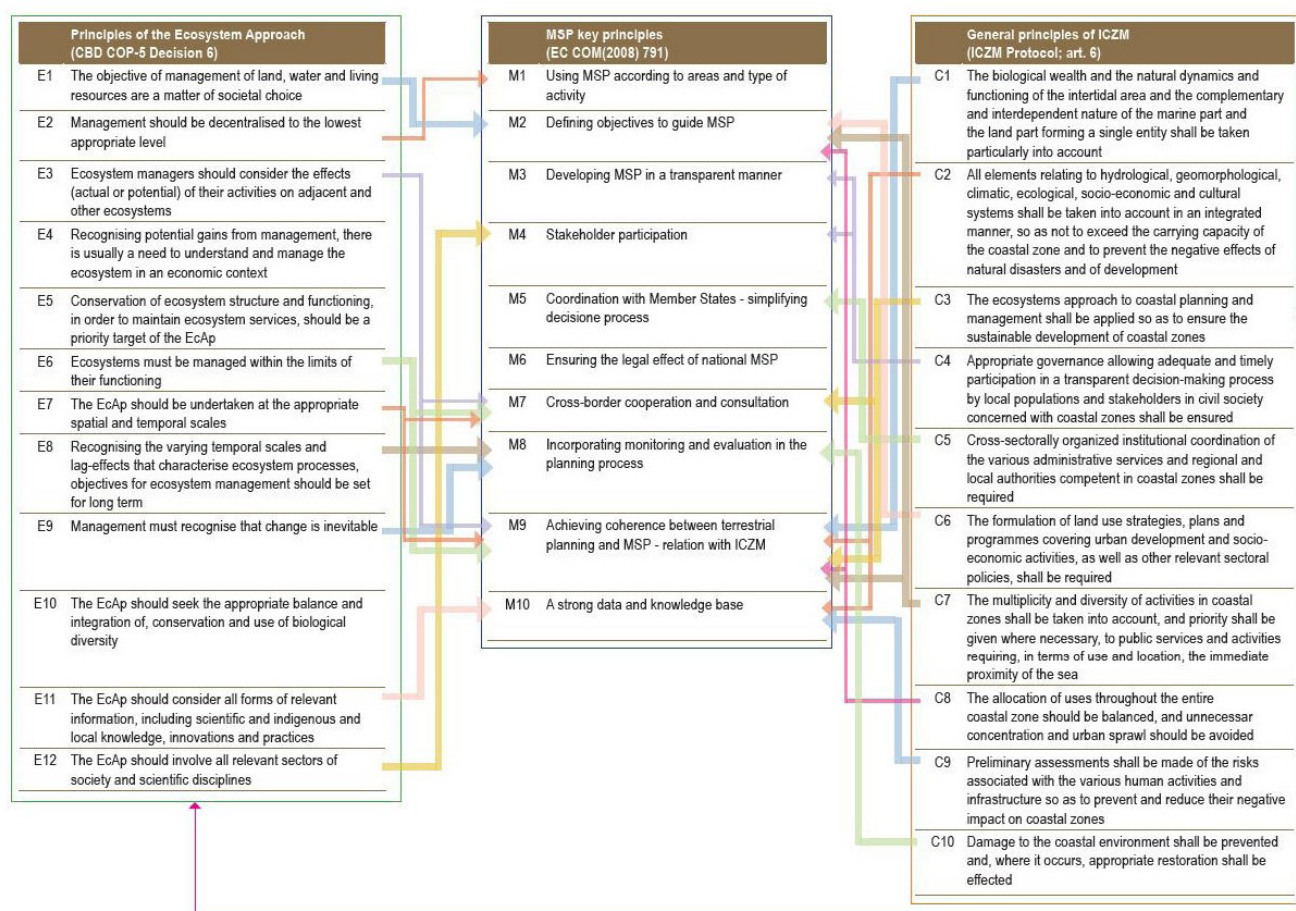 Principles of the Ecosystem Approach
(CBD COP-5 Decision 6)
E1 The objective of management of land, water and living
resources are a matter of societal choice
E2 Management should be decentralised to the lowest
appropriate level
E3 Ecosystem managers should consider the effects
(actual or potential) of their activities on adjacent and
other ecosystems
E4 Recognising potential gains from management, there
is usually a need to understand and manage the
ecosystem in an economic context
E5 Conservation of ecosystem structure and functioning,
in order to maintain ecosystem services, should be a
priority target of the EcAp
E6 Ecosystems must be managed within the limits of
their functioning
E7 The EcAp should be undertaken at the appropriate
spatial and temporal scales
E8 Recognising the varying temporal scales and
lag-effects that characterise ecosystem processes,
objectives for ecosystem management should be set
for long term
E9 Management must recognise that change is inevitable
E10 The EcAp should seek the appropriate balance and
integration of, conservation and use of biological
diversity
E11 The EcAp should consider all forms of relevant
information, including scientific and indigenous and
local knowledge, innovations and practices
E12 The EcAp should involve all relevant sectors of
society and scientific disciplines
MSP key principles
(EC COM(2008) 791)
M1 Using MSP according to areas and type of
activity
M2 Defining objectives to guide MSP
M3 Developing MSP in a transparent manner
M4 Stakeholder participation
M5 Coordination with Member States - simplifying
decisione process
M6 Ensuring the legal effect of national MSP
M7 Cross-border cooperation and consultation
M8 Incorporating monitoring and evaluation in the
planning process
M9 Achieving coherence between terrestrial
planning and MSP - relation with ICZM
M10 A strong data and knowledge base
General principles of ICZM
(ICZM Protocol; art. 6)
C1 The biological wealth and the natural dynamics and
functioning of the intertidal area and the complementary
and interdependent nature of the marine part and
the land part forming a single entity shall be taken
particularly into account
C2 All elements relating to hydrological, geomorphological,
climatic, ecological, socio-economic and cultural
systems shall be taken into account in an integrated
manner, so as not to exceed the carrying capacity of
the coastal zone and to prevent the negative effects of
natural disasters and of development
C3 The ecosystems approach to coastal planning and
management shall be applied so as to ensure the
sustainable development of coastal zones
C4 Appropriate governance allowing adequate and timely
participation in a transparent decision-making process
by local populations and stakeholders in civil society
concerned with coastal zones shall be ensured
C5 Cross-sectorally organized institutional coordination of
the various administrative services and regional and
local authorities competent in coastal zones shall be
required
C6 The formulation of land use strategies, plans and
programmes covering urban development and socio-
economic activities, as well as other relevant sectoral
policies, shall be required
C7 The multiplicity and diversity of activities in coastal
zones shall be taken into account, and priority shall be
given where necessary, to public services and activities
requiring, in terms of use and location, the immediate
proximity of the sea
C8 The allocation of uses throughout the entire
coastal zone should be balanced, and unnecessar
concentration and urban sprawl should be avoided
C9 Preliminary assessments shall be made of the risks
associated with the various human activities and
infrastructure so as to prevent and reduce their negative
impact on coastal zones
C10 Damage to the coastal environment shall be prevented
and, where it occurs, appropriate restoration shall be
effected